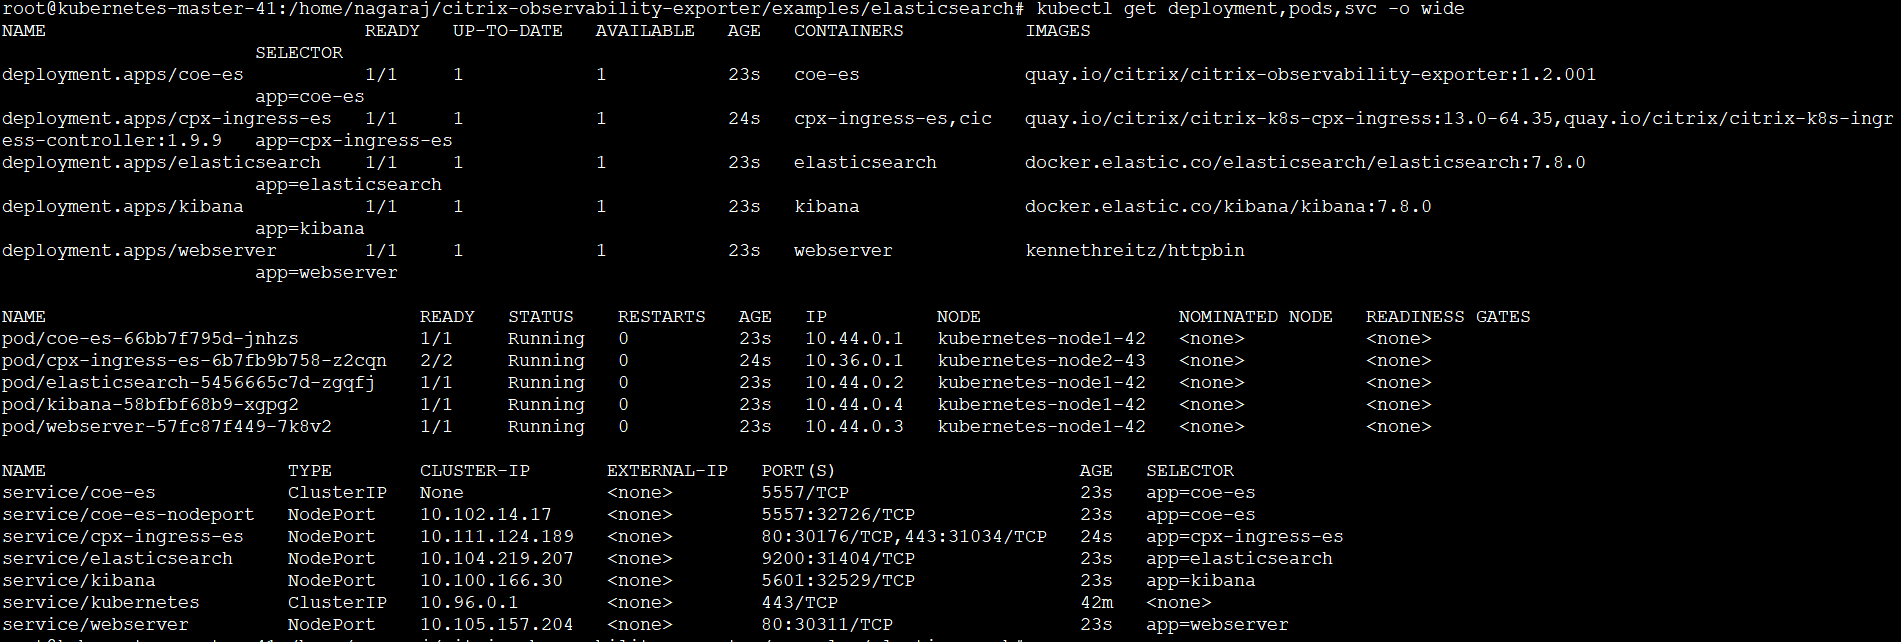 root@kubernetes-master-41:/home/nagaraj/citrix-observability-exporter/examples/elasticsearch# kubectl get deployment,pods,svc -o wide
NAME READY UP-TO-DATE AVAILABLE AGE CONTAINERS IMAGES
SELECTOR
deployment.apps/coe-es 1/1 1 1 23s coe-es quay.io/citrix/citrix-observability-exporter:1.2.001
app=coe-es
deployment.apps/cpx-ingress-es 1/1 1 1 24s cpx-ingress-es,cic quay.io/citrix/citrix-k8s-cpx-ingress:13.0-64.35,quay.io/citrix/citrix-k8s-ingr
ess-controller:1.9.9 app=cpx-ingress-es
deployment.apps/elasticsearch 1/1 1 1 23s elasticsearch docker.elastic.co/elasticsearch/elasticsearch:7.8.0
app=elasticsearch
deployment.apps/kibana 1/1 1 1 23s kibana docker.elastic.co/kibana/kibana:7.8.0
app=kibana
deployment.apps/webserver 1/1 1 1 23s webserver kennethreitz/httpbin
app=webserver
NAME READY STATUS RESTARTS AGE IP NODE NOMINATED NODE READINESS GATES
pod/coe-es-66bb7f795d-jnhzs 1/1 Running 0 23s 10.44.0.1 kubernetes-node1-42 <none> <none>
pod/cpx-ingress-es-6b7fb9b758-z2cqn 2/2 Running 0 24s 10.36.0.1 kubernetes-node2-43 <none> <none>
pod/elasticsearch-5456665c7d-zgqfj 1/1 Running 0 23s 10.44.0.2 kubernetes-node1-42 <none> <none>
pod/kibana-58bfbf68b9-xgpg2 1/1 Running 0 23s 10.44.0.4 kubernetes-node1-42 <none> <none>
pod/webserver-57fc87f449-7k8v2 1/1 Running 0 23s 10.44.0.3 kubernetes-node1-42 <none> <none>
NAME TYPE CLUSTER-IP EXTERNAL-IP PORT(S) AGE SELECTOR
service/coe-es ClusterIP None <none> 5557/TCP 23s app=coe-es
service/coe-es-nodeport NodePort 10.102.14.17 <none> 5557:32726/TCP 23s app=coe-es
service/cpx-ingress-es NodePort 10.111.124.189 <none> 80:30176/TCP,443:31034/TCP 24s app=cpx-ingress-es
service/elasticsearch NodePort 10.104.219.207 <none> 9200:31404/TCP 23s app=elasticsearch
service/kibana NodePort 10.100.166.30 <none> 5601:32529/TCP 23s app=kibana
service/kubernetes ClusterIP 10.96.0.1 <none> 443/TCP 42m <none>
service/webserver NodePort 10.105.157.204 <none> 80:30311/TCP 23s app=webserver